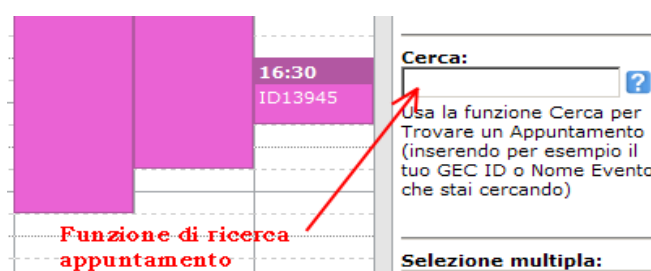 16:30
ID13945
Funzione di ricerca
appuntamento
Cerca:
?
Usa la funzione Cerca per
Trovare un Appuntamento
(inserendo per esempio il
tuo GEC ID o Nome Evento
che stai cercando)
Selezione multipla: